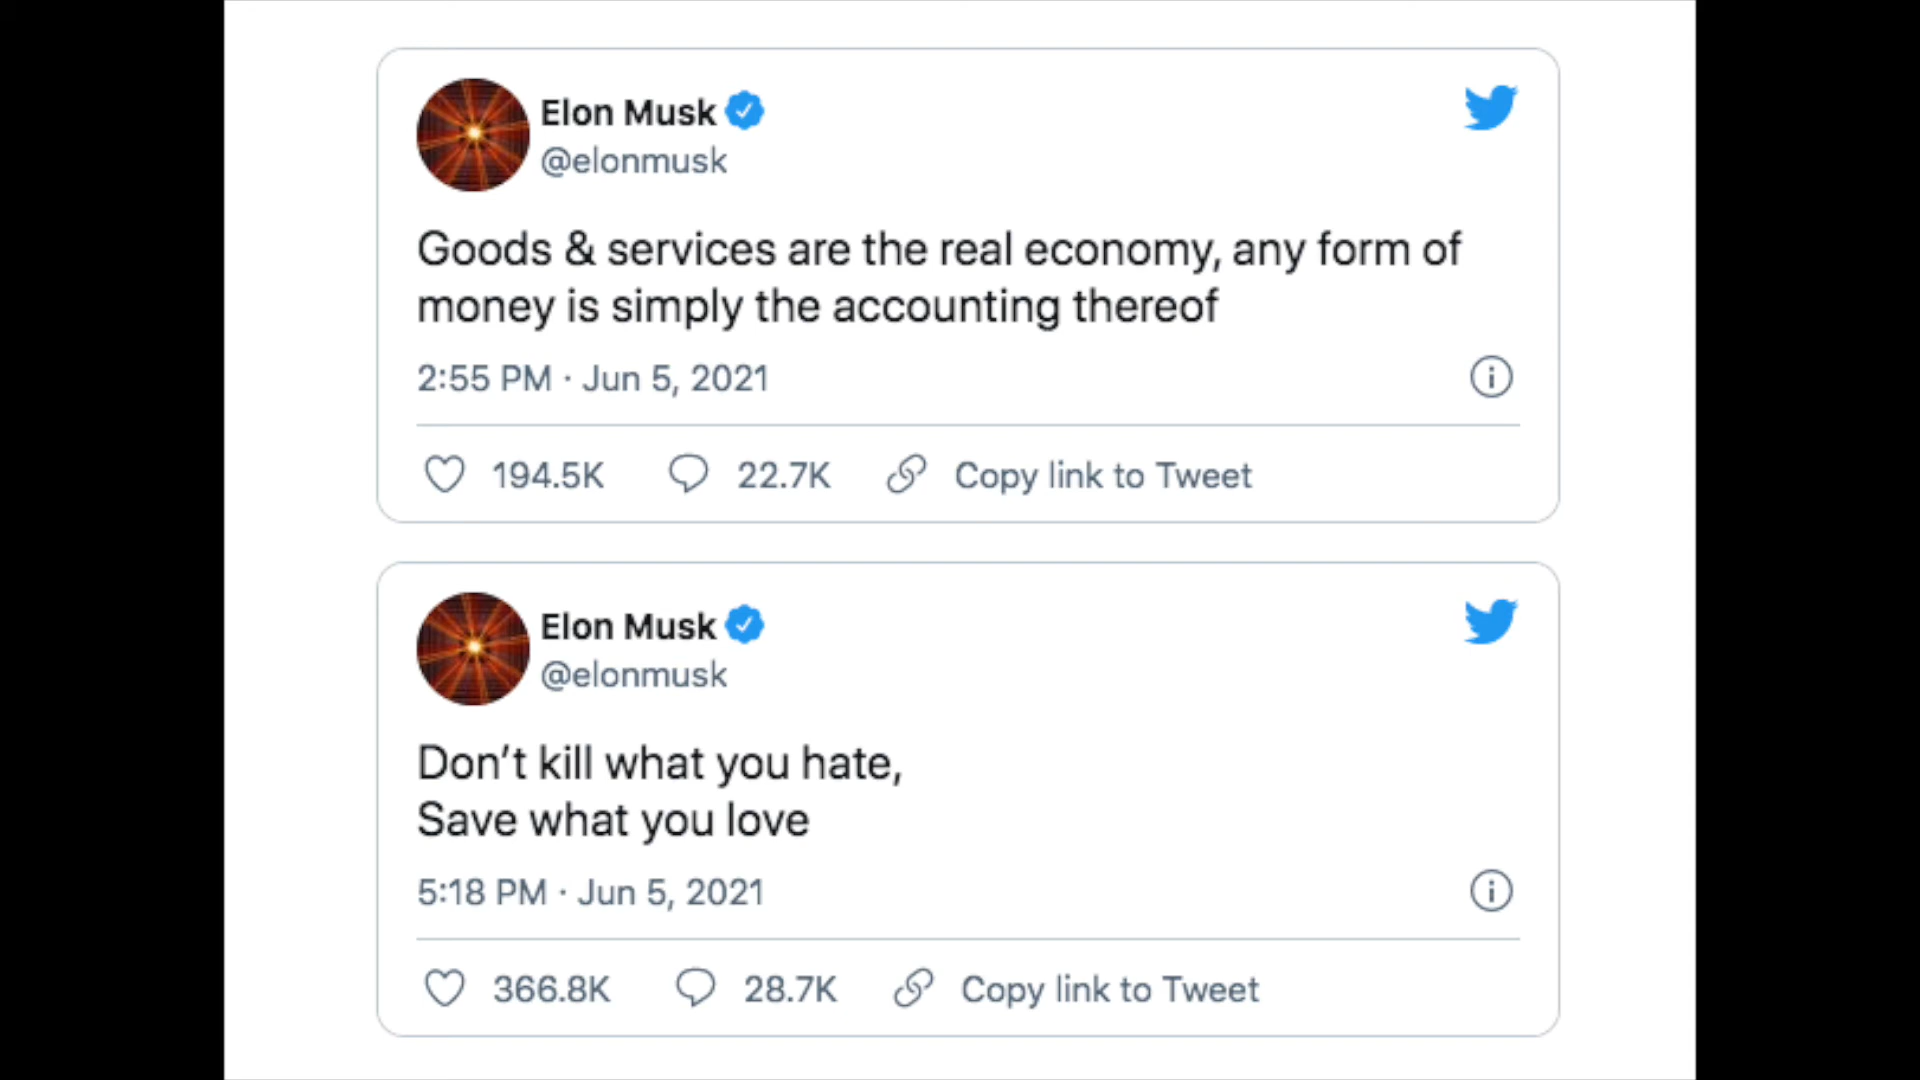 Elon Musk
@elonmusk
Goods & services are the real economy, any form of
money is simply the accounting thereof
2:55 PM · Jun 5, 2021
194.5K 22.7K Copy link to Tweet
Elon Musk
@elonmusk
Don’t kill what you hate,
Save what you love
5:18 PM · Jun 5, 2021
366.8K 28.7K Copy link to Tweet